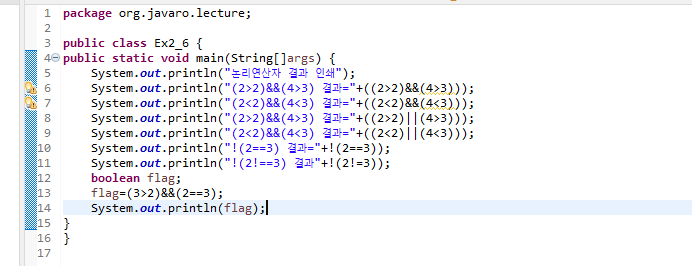 1 package org.javaro.lecture;
2
3 public class Ex2_6 {
4 public static void main(String[]args) {
5 System.out.println("논리연산자 결과 인쇄");
6 System.out.println("(2>2)&&(4>3) 결과="+((2>2)&&(4>3)));
7 System.out.println("(2<2)&&(4>3) 결과="+((2<2)&&(4<3)));
8 System.out.println("(2>2)&&(4>3) 결과="+((2>2)||(4>3)));
9 System.out.println("(2<2)&&(4<3) 결과="+((2<2)||(4<3)));
10 System.out.println("!(2==3) 결과="+!(2==3));
11 System.out.println("!(2!==3) 결과"+!(2!=3));
12 boolean flag;
13 flag=(3>2)&&(2==3);
14 System.out.println(flag);
15 }
16 }
17